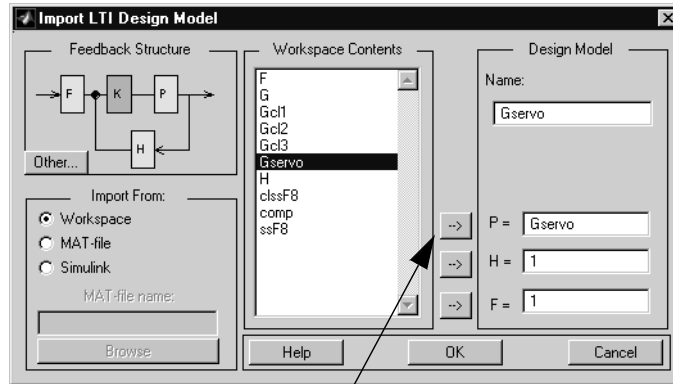 Import LTI Design Model
Feedback Structure
F
K
P
H
Other...
Import From:
Workspace
MAT-file
Simulink
MAT-file name:
Browse
Workspace Contents
F
G
Gcl1
Gcl2
Gcl3
Gservo
H
clssF8
comp
ssF8
-->
-->
-->
Design Model
Name:
Gservo
P = Gservo
H = 1
F = 1
Help
OK
Cancel